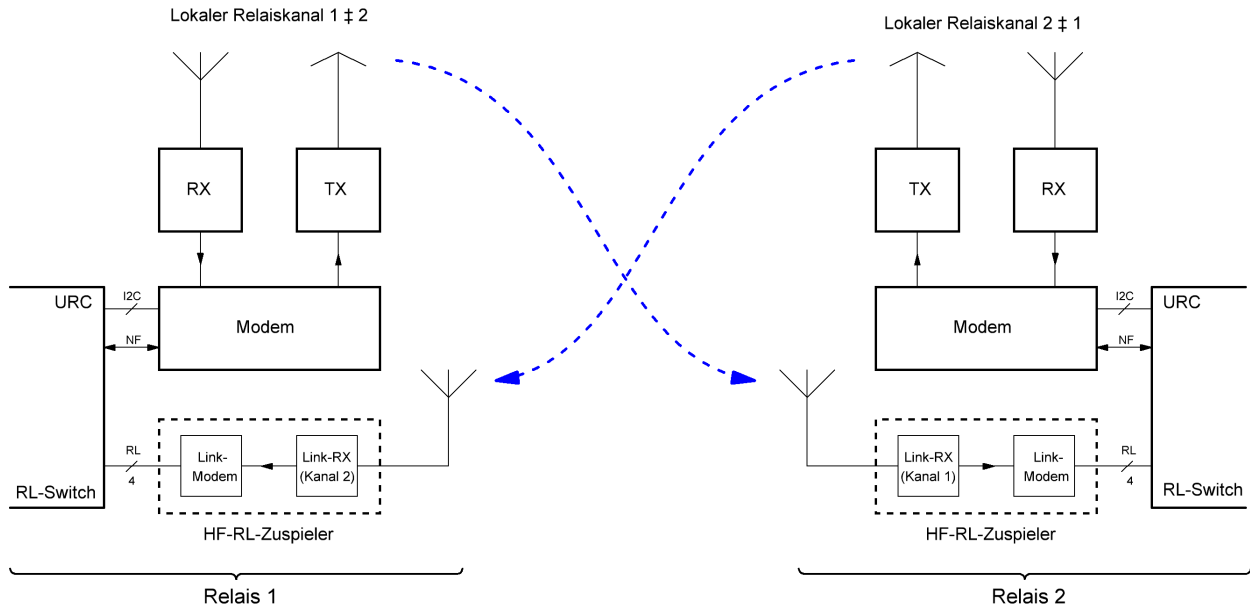 Lokaler Relaiskanal 1 ‡ 2
RX
TX
URC
I2C
NF
Modem
RL
4
RL-Switch
Link-
Modem
Link-RX
(Kanal 2)
HF-RL-Zuspieler
Relais 1
Lokaler Relaiskanal 2 ‡ 1
TX
RX
Modem
I2C
NF
URC
Link-RX
(Kanal 1)
Link-
Modem
RL
4
RL-Switch
HF-RL-Zuspieler
Relais 2